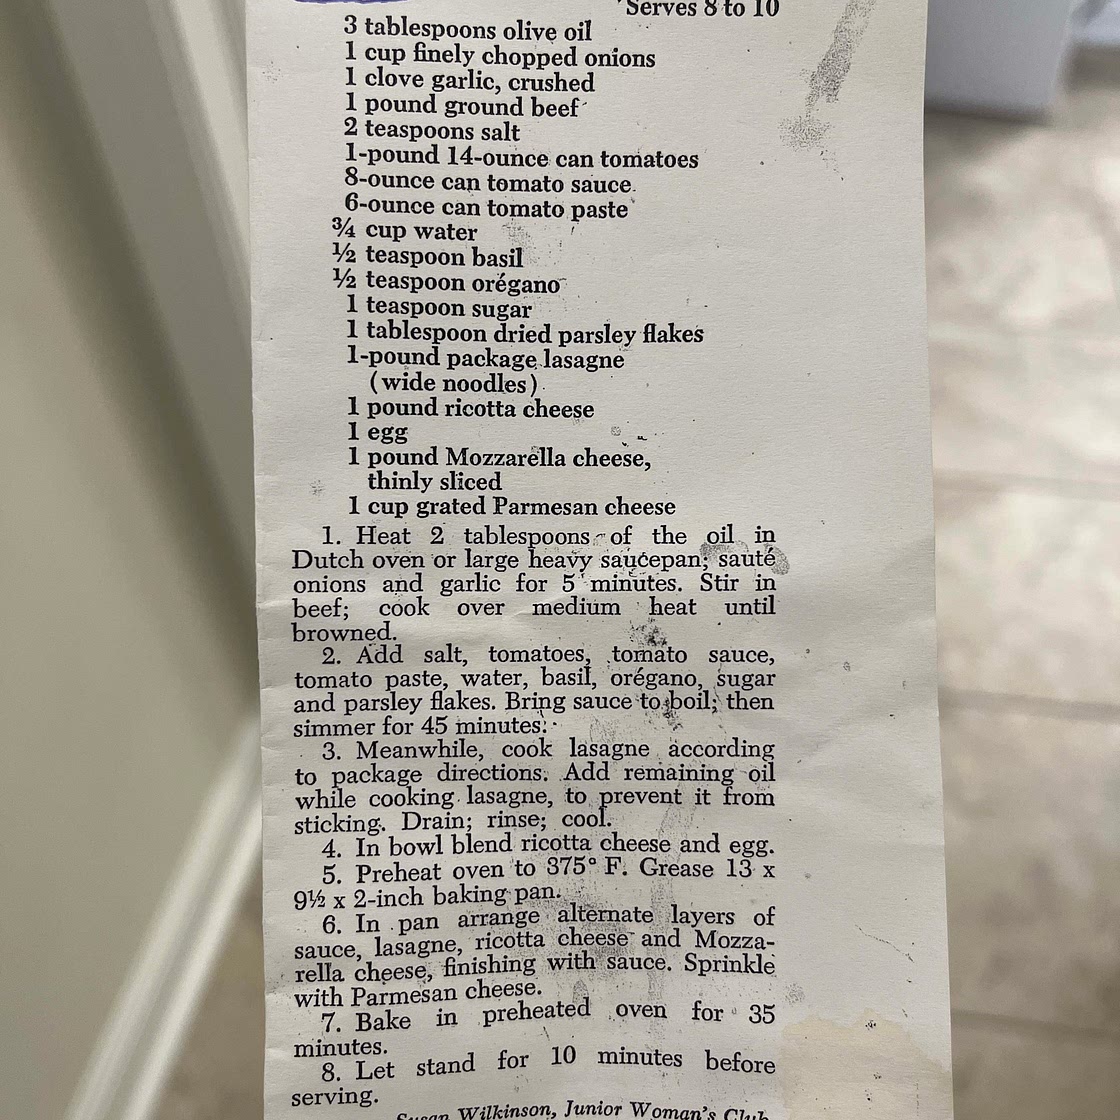 Serves 8 to 10
3 tablespoons olive oil
1 cup finely chopped onions
1 clove garlic, crushed
1 pound ground beef
2 teaspoons salt
1-pound 14-ounce can tomatoes
8-ounce can tomato sauce
6-ounce can tomato paste
¾ cup water
½ teaspoon basil
½ teaspoon orégano
1 teaspoon sugar
1 tablespoon dried parsley flakes
1-pound package lasagne
(wide noodles)
1 pound ricotta cheese
1 egg
1 pound Mozzarella cheese,
thinly sliced
1 cup grated Parmesan cheese
1. Heat 2 tablespoons of the oil in
Dutch oven or large heavy saucepan; sauté
onions and garlic for 5 minutes. Stir in
beef; cook over medium heat until
browned.
2. Add salt, tomatoes, tomato sauce,
tomato paste, water, basil, orégano, sugar
and parsley flakes. Bring sauce to boil; then
simmer for 45 minutes.
3. Meanwhile, cook lasagne according
to package directions. Add remaining oil
while cooking lasagne, to prevent it from
sticking. Drain; rinse; cool.
4. In bowl blend ricotta cheese and egg.
5. Preheat oven to 375° F. Grease 13 x
9½ x 2-inch baking pan.
6. In pan arrange alternate layers of
sauce, lasagne, ricotta cheese and Mozza-
rella cheese, finishing with sauce. Sprinkle
with Parmesan cheese.
7. Bake in preheated oven for 35
minutes.
8. Let stand for 10 minutes before
serving.
Susan Wilkinson, Junior Woman's Club